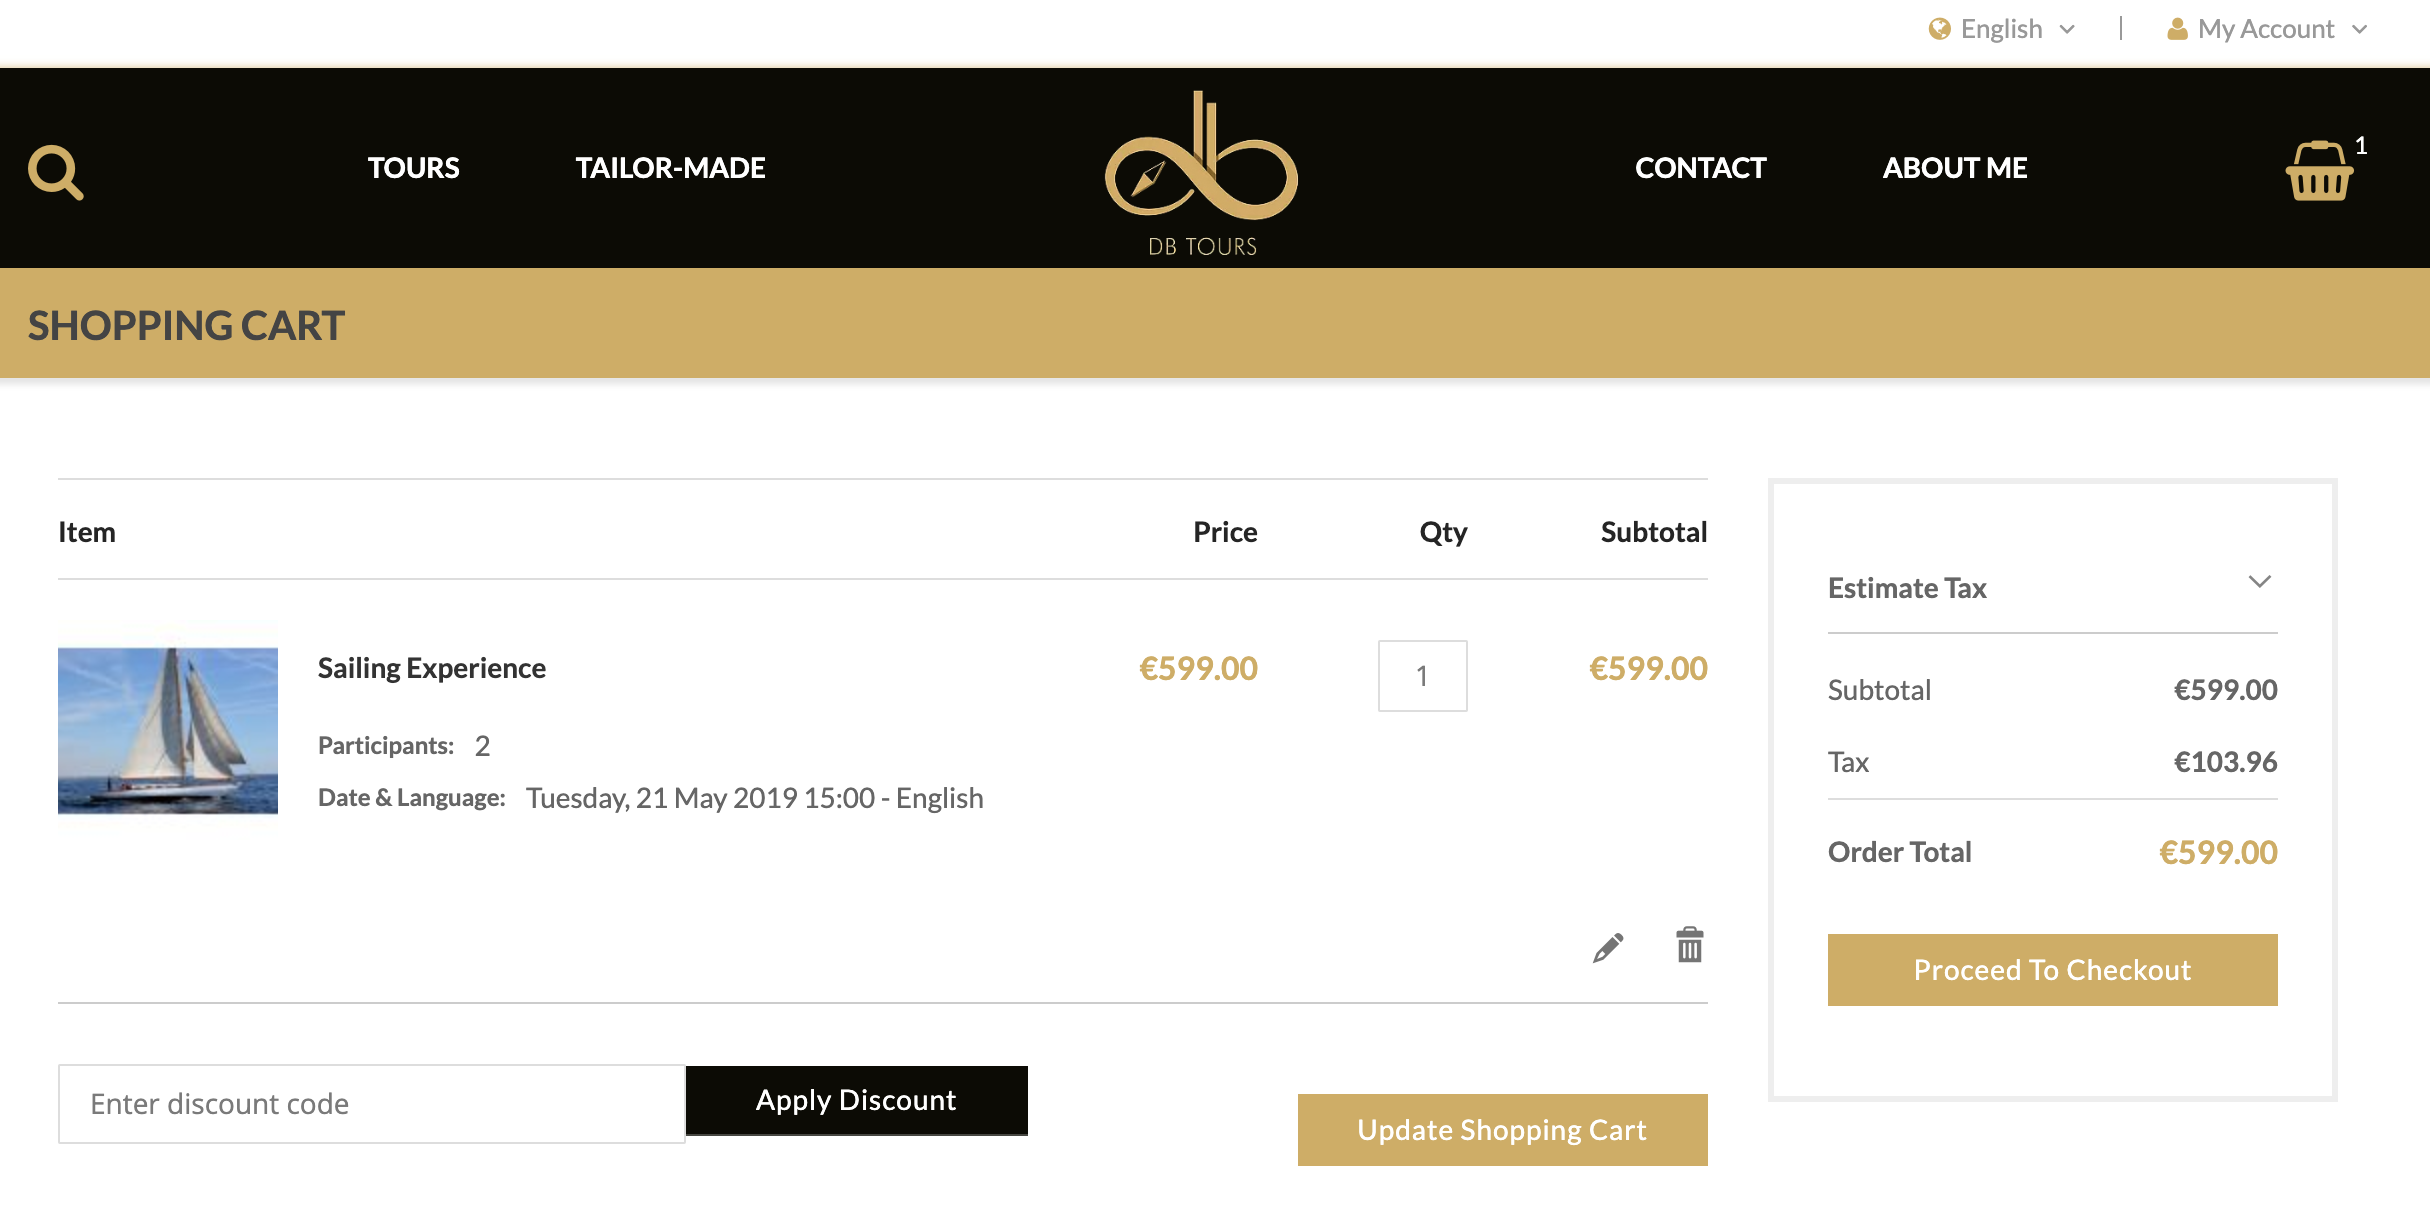 English | My Account
TOURS TAILOR-MADE CONTACT ABOUT ME 1
DB TOURS
SHOPPING CART
Item Price Qty Subtotal
Sailing Experience €599.00 1 €599.00
Participants: 2
Date & Language: Tuesday, 21 May 2019 15:00 - English
Enter discount code Apply Discount
Update Shopping Cart
Estimate Tax
Subtotal €599.00
Tax €103.96
Order Total €599.00
Proceed To Checkout